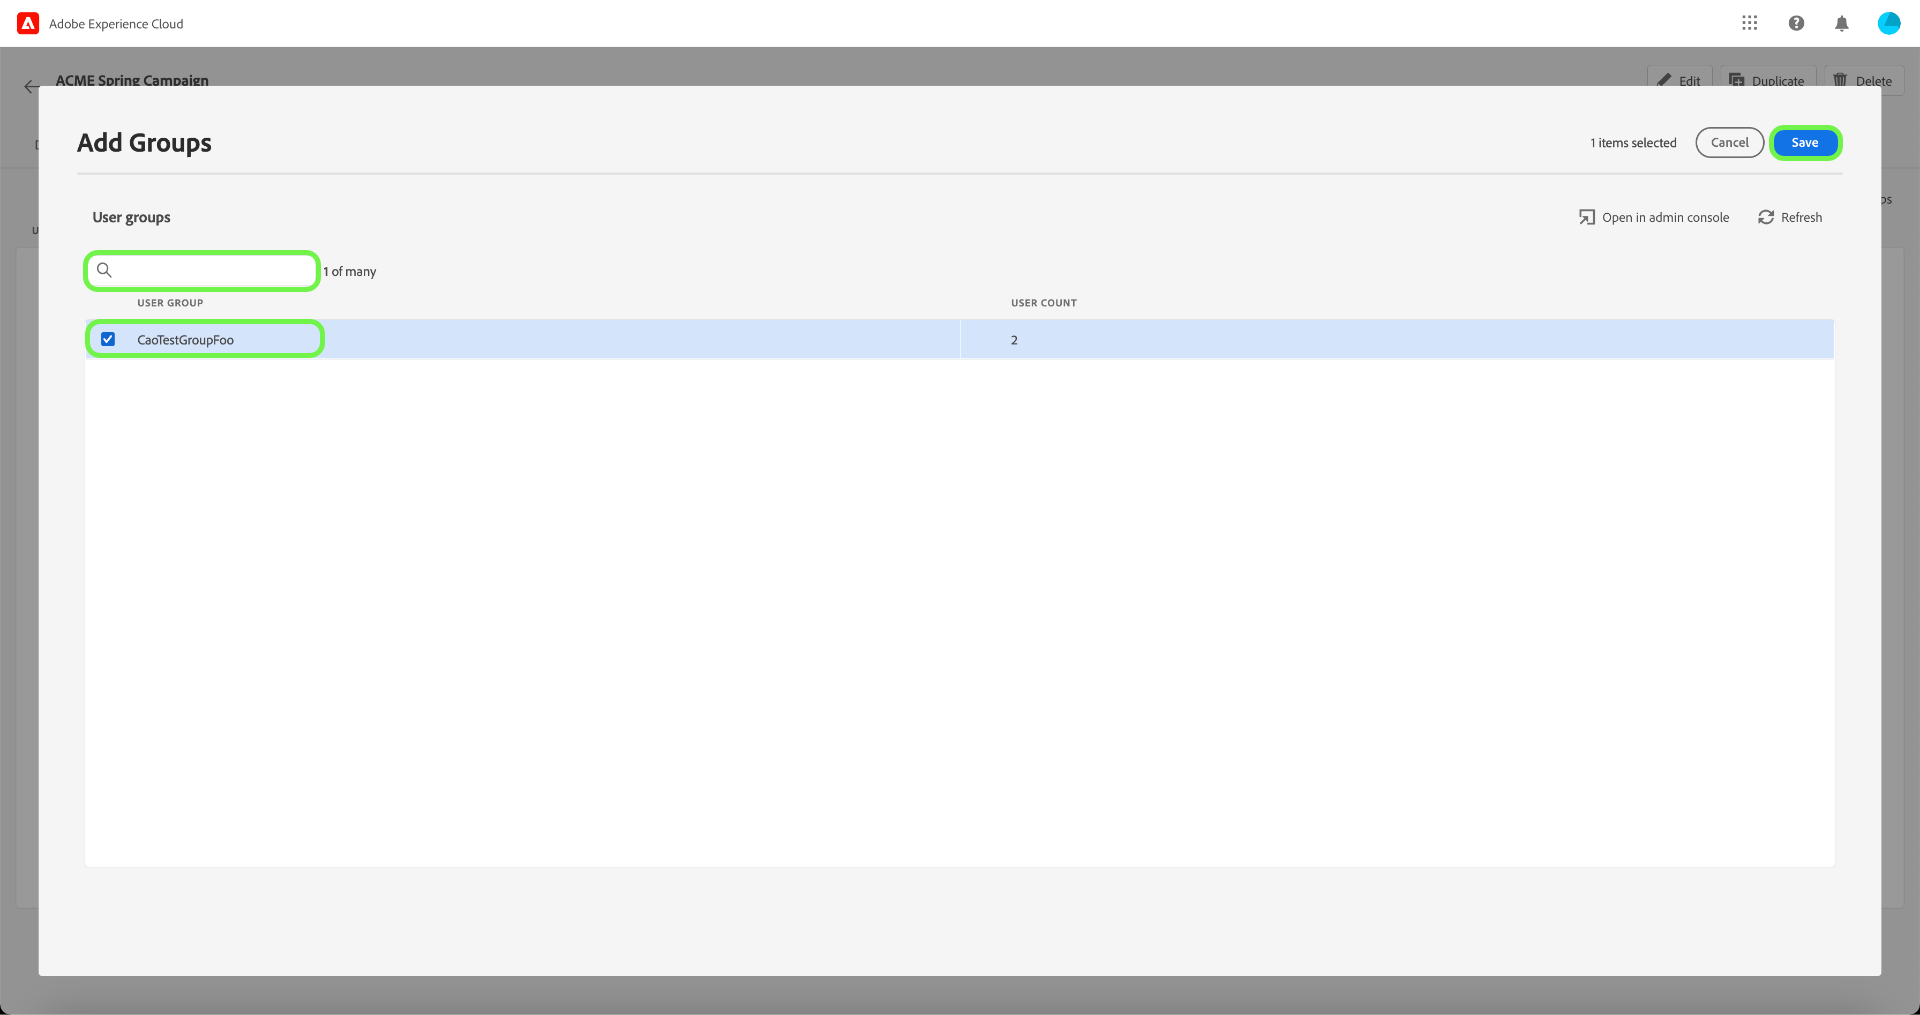 Adobe Experience Cloud
ACME Spring Campaign
Edit
Duplicate
Delete
Add Groups
1 items selected
Cancel
Save
User groups
Open in admin console
Refresh
1 of many
USER GROUP
USER COUNT
CaoTestGroupFoo
2